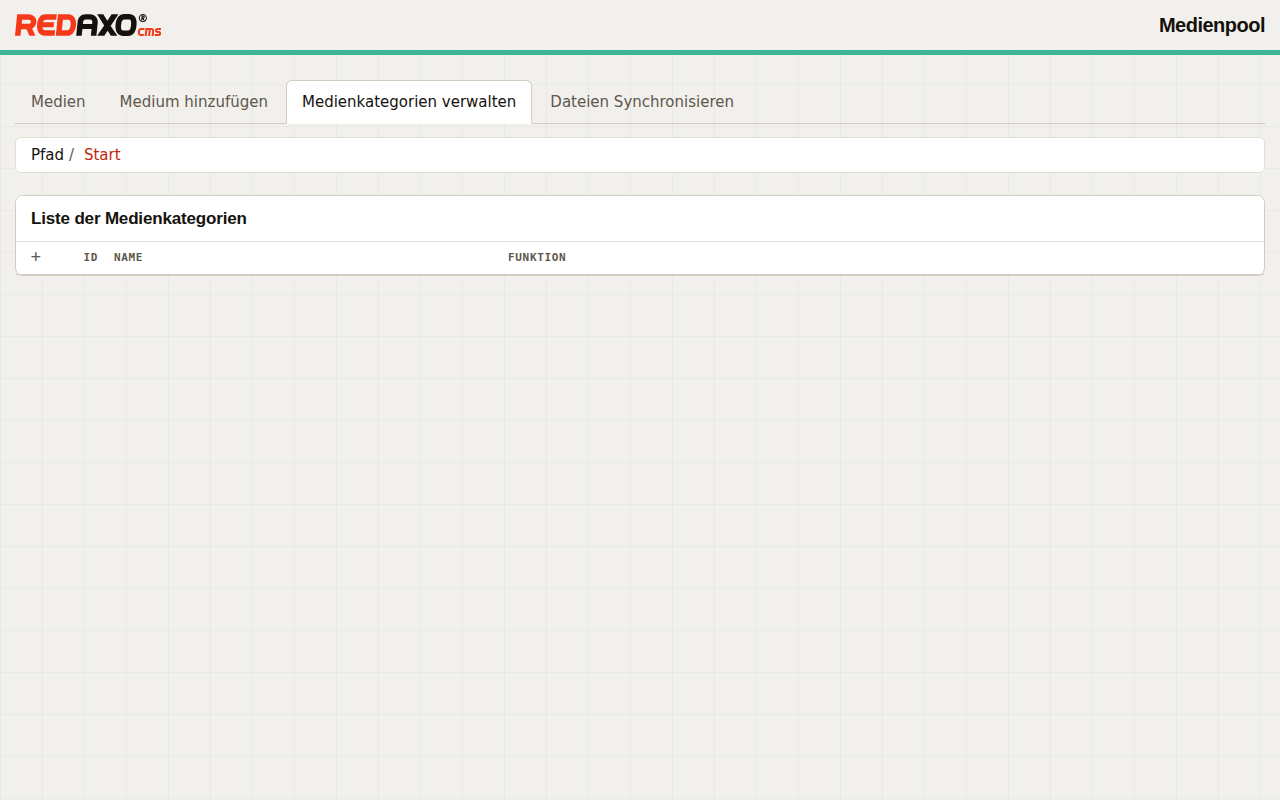 REDAXO® cms
Medienpool
Medien
Medium hinzufügen
Medienkategorien verwalten
Dateien Synchronisieren
Pfad / Start
Liste der Medienkategorien
+ ID NAME FUNKTION